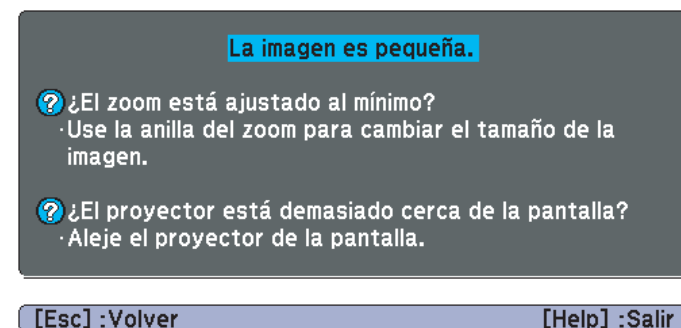 La imagen es pequeña.
¿El zoom está ajustado al mínimo?
·Use la anilla del zoom para cambiar el tamaño de la
imagen.
¿El proyector está demasiado cerca de la pantalla?
·Aleje el proyector de la pantalla.
[Esc] :Volver [Help] :Salir